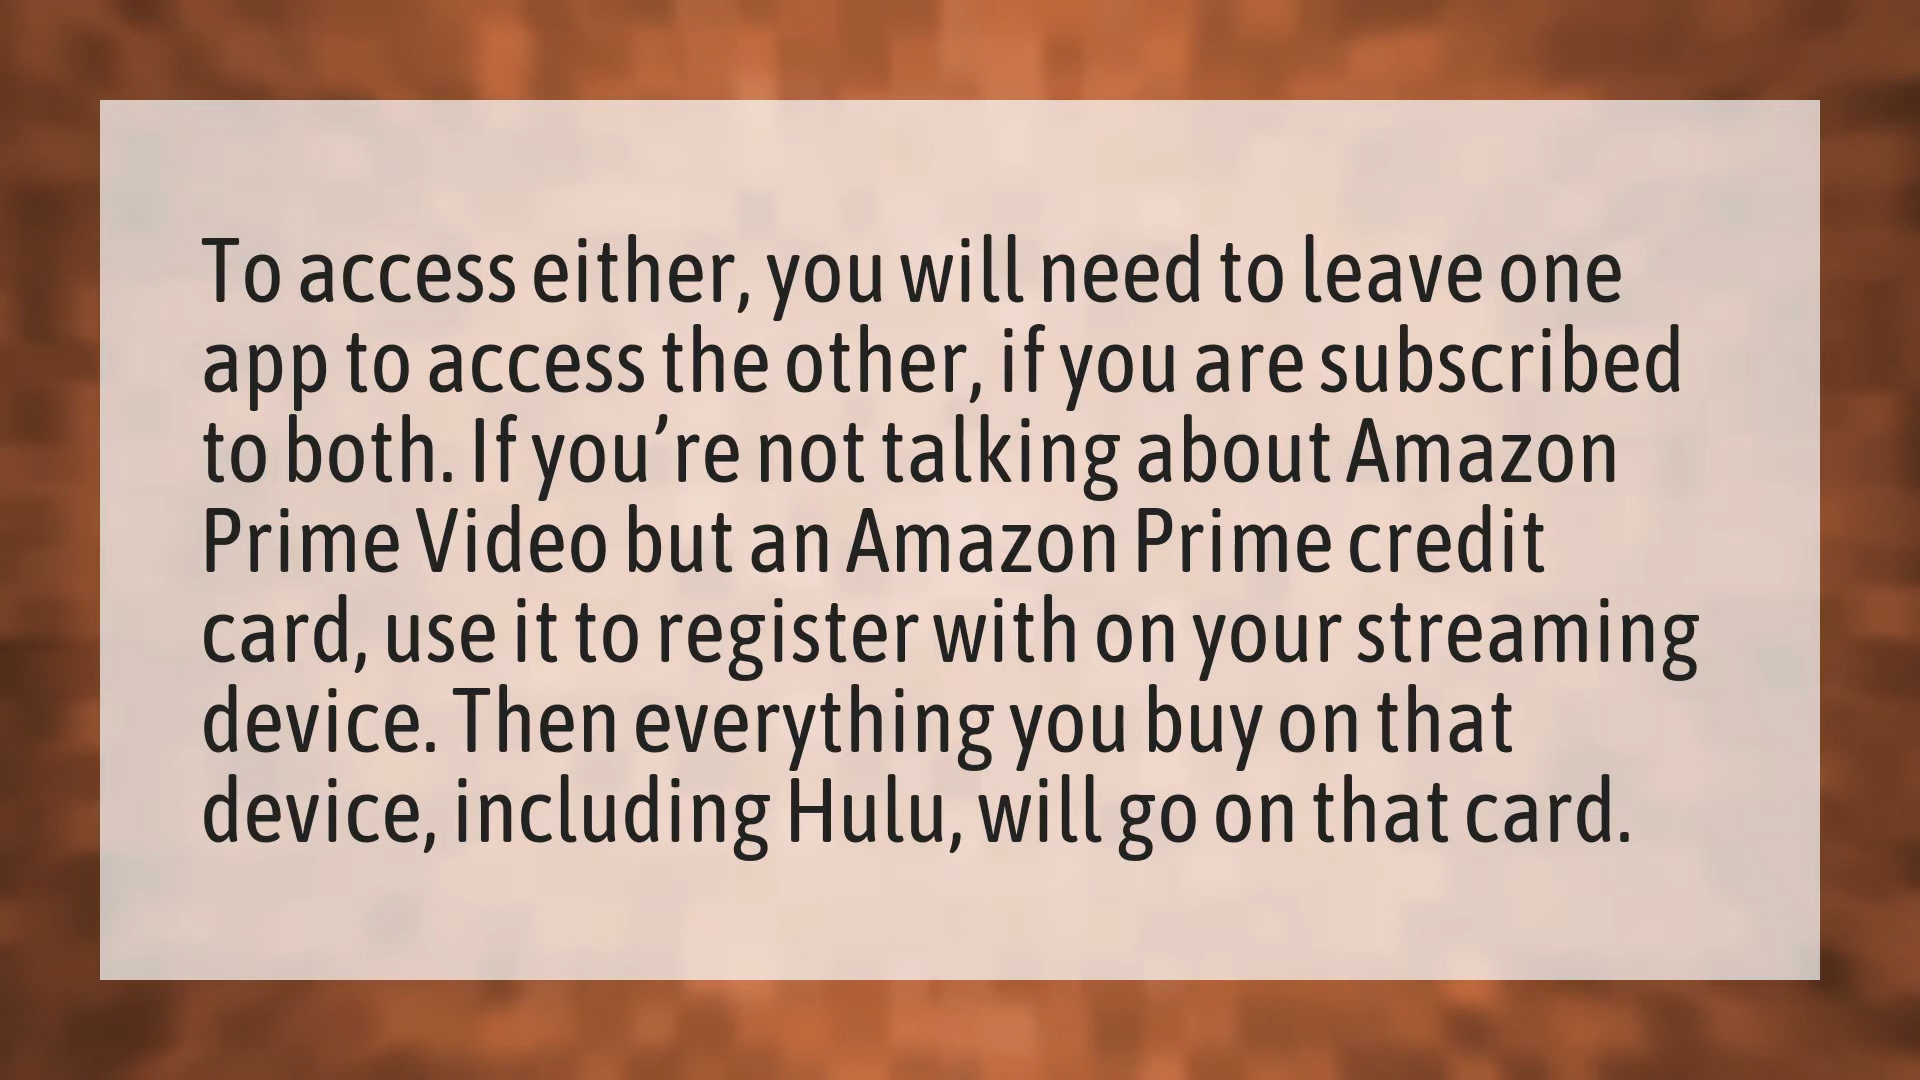 To access either, you will need to leave one
app to access the other, if you are subscribed
to both. If you’re not talking about Amazon
Prime Video but an Amazon Prime credit
card, use it to register with on your streaming
device. Then everything you buy on that
device, including Hulu, will go on that card.